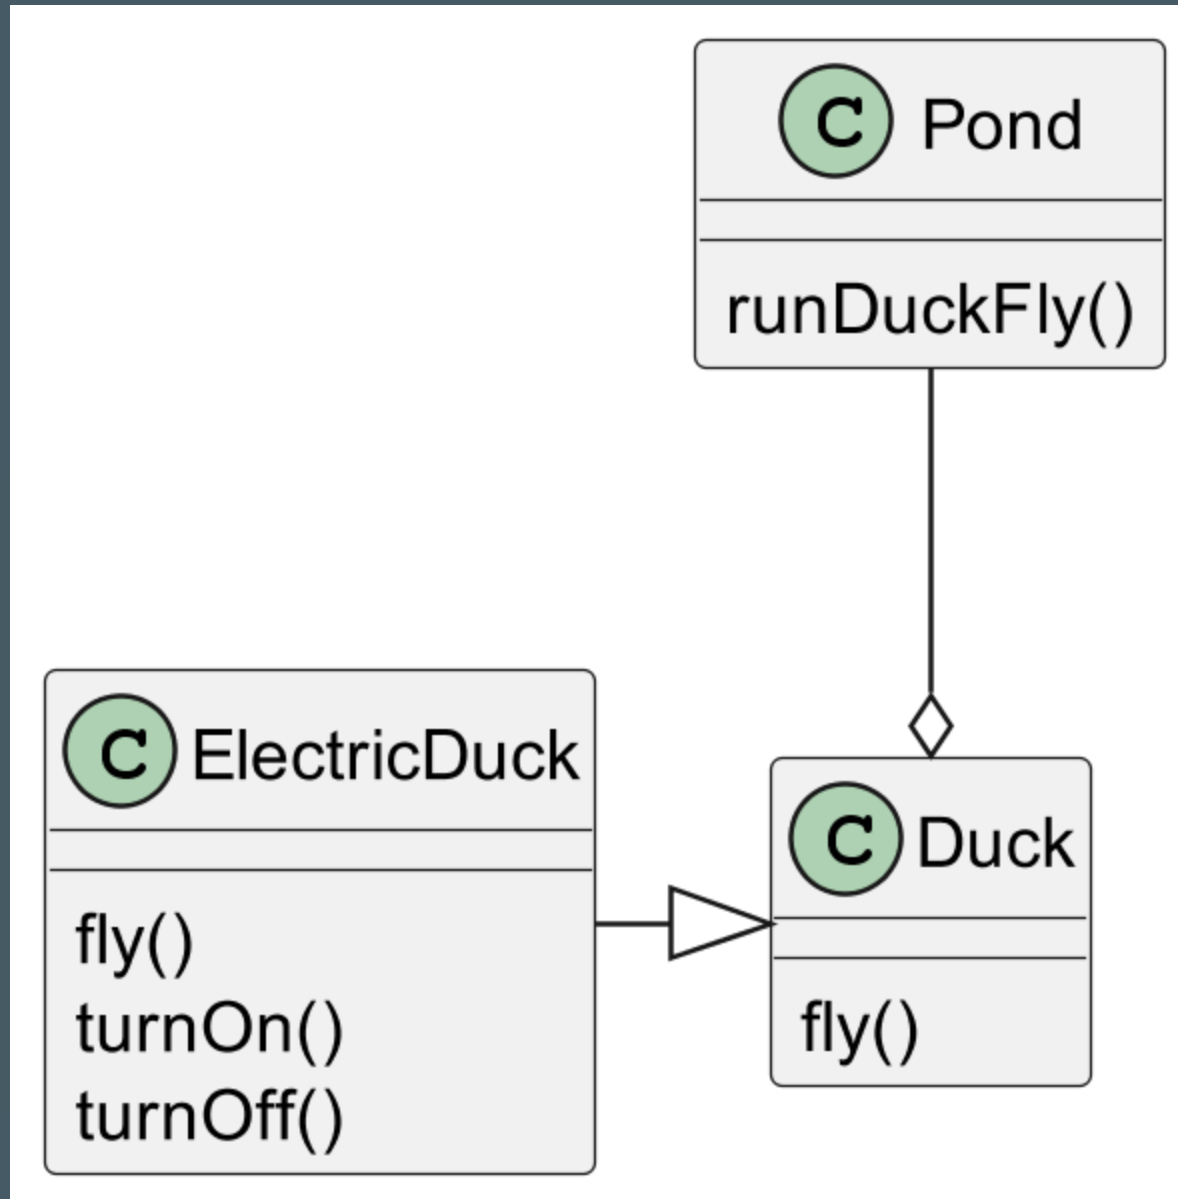 C Pond
runDuckFly()
C ElectricDuck
fly()
turnOn()
turnOff()
C Duck
fly()